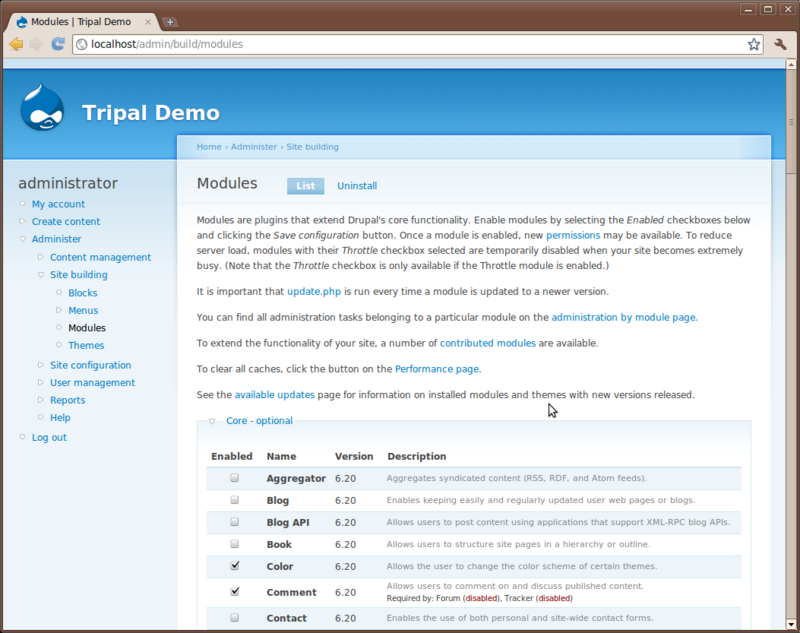 Modules | Tripal Demo
localhost/admin/build/modules
Tripal Demo
Home › Administer › Site building
administrator
My account
Create content
Administer
Content management
Site building
Blocks
Menus
Modules
Themes
Site configuration
User management
Reports
Help
Log out
Modules List Uninstall
Modules are plugins that extend Drupal's core functionality. Enable modules by selecting the Enabled checkboxes below
and clicking the Save configuration button. Once a module is enabled, new permissions may be available. To reduce
server load, modules with their Throttle checkbox selected are temporarily disabled when your site becomes extremely
busy. (Note that the Throttle checkbox is only available if the Throttle module is enabled.)
It is important that update.php is run every time a module is updated to a newer version.
You can find all administration tasks belonging to a particular module on the administration by module page.
To extend the functionality of your site, a number of contributed modules are available.
To clear all caches, click the button on the Performance page.
See the available updates page for information on installed modules and themes with new versions released.
Core - optional
Enabled Name Version Description
Aggregator 6.20 Aggregates syndicated content (RSS, RDF, and Atom feeds).
Blog 6.20 Enables keeping easily and regularly updated user web pages or blogs.
Blog API 6.20 Allows users to post content using applications that support XML-RPC blog APIs.
Book 6.20 Allows users to structure site pages in a hierarchy or outline.
Color 6.20 Allows the user to change the color scheme of certain themes.
Comment 6.20 Allows users to comment on and discuss published content.
Required by: Forum (disabled), Tracker (disabled)
Contact 6.20 Enables the use of both personal and site-wide contact forms.